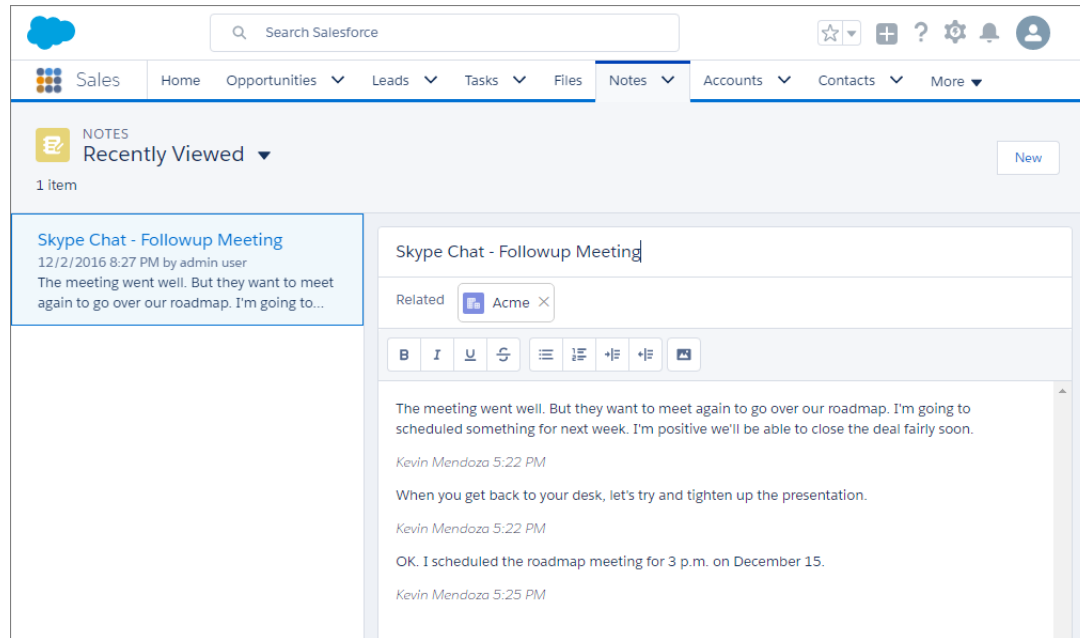 Search Salesforce
Sales
Home
Opportunities
Leads
Tasks
Files
Notes
Accounts
Contacts
More
NOTES
Recently Viewed
New
1 item
Skype Chat - Followup Meeting
12/2/2016 8:27 PM by admin user
The meeting went well. But they want to meet
again to go over our roadmap. I'm going to...
Skype Chat - Followup Meeting
Related
Acme
B I U S
The meeting went well. But they want to meet again to go over our roadmap. I'm going to
scheduled something for next week. I'm positive we'll be able to close the deal fairly soon.
Kevin Mendoza 5:22 PM
When you get back to your desk, let's try and tighten up the presentation.
Kevin Mendoza 5:22 PM
OK. I scheduled the roadmap meeting for 3 p.m. on December 15.
Kevin Mendoza 5:25 PM